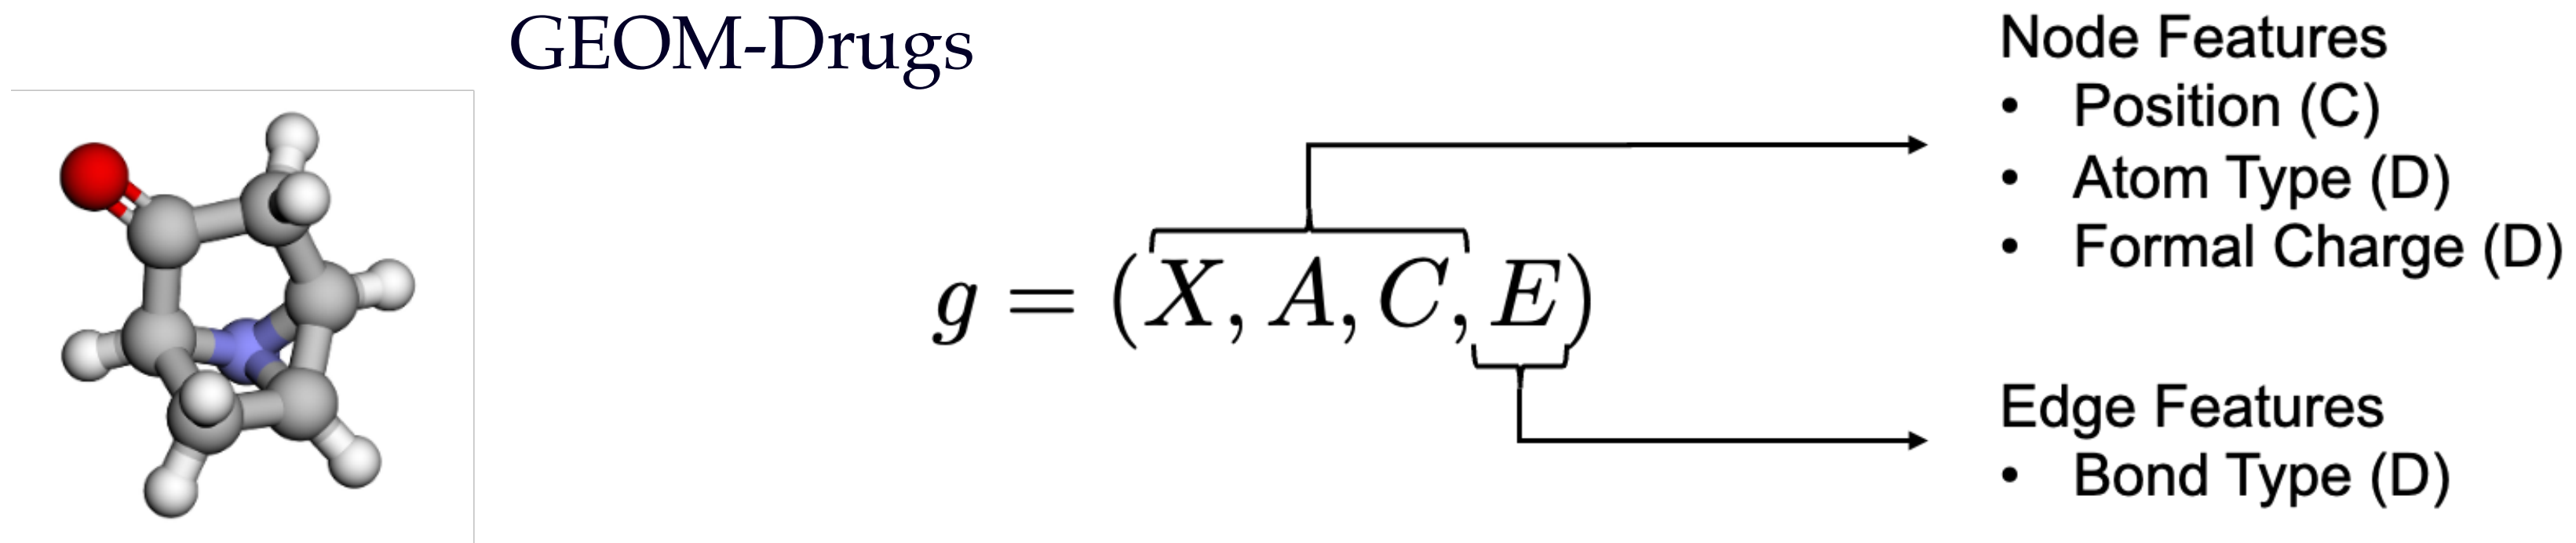 GEOM-Drugs
g = (X, A, C, E)
Node Features
• Position (C)
• Atom Type (D)
• Formal Charge (D)
Edge Features
• Bond Type (D)